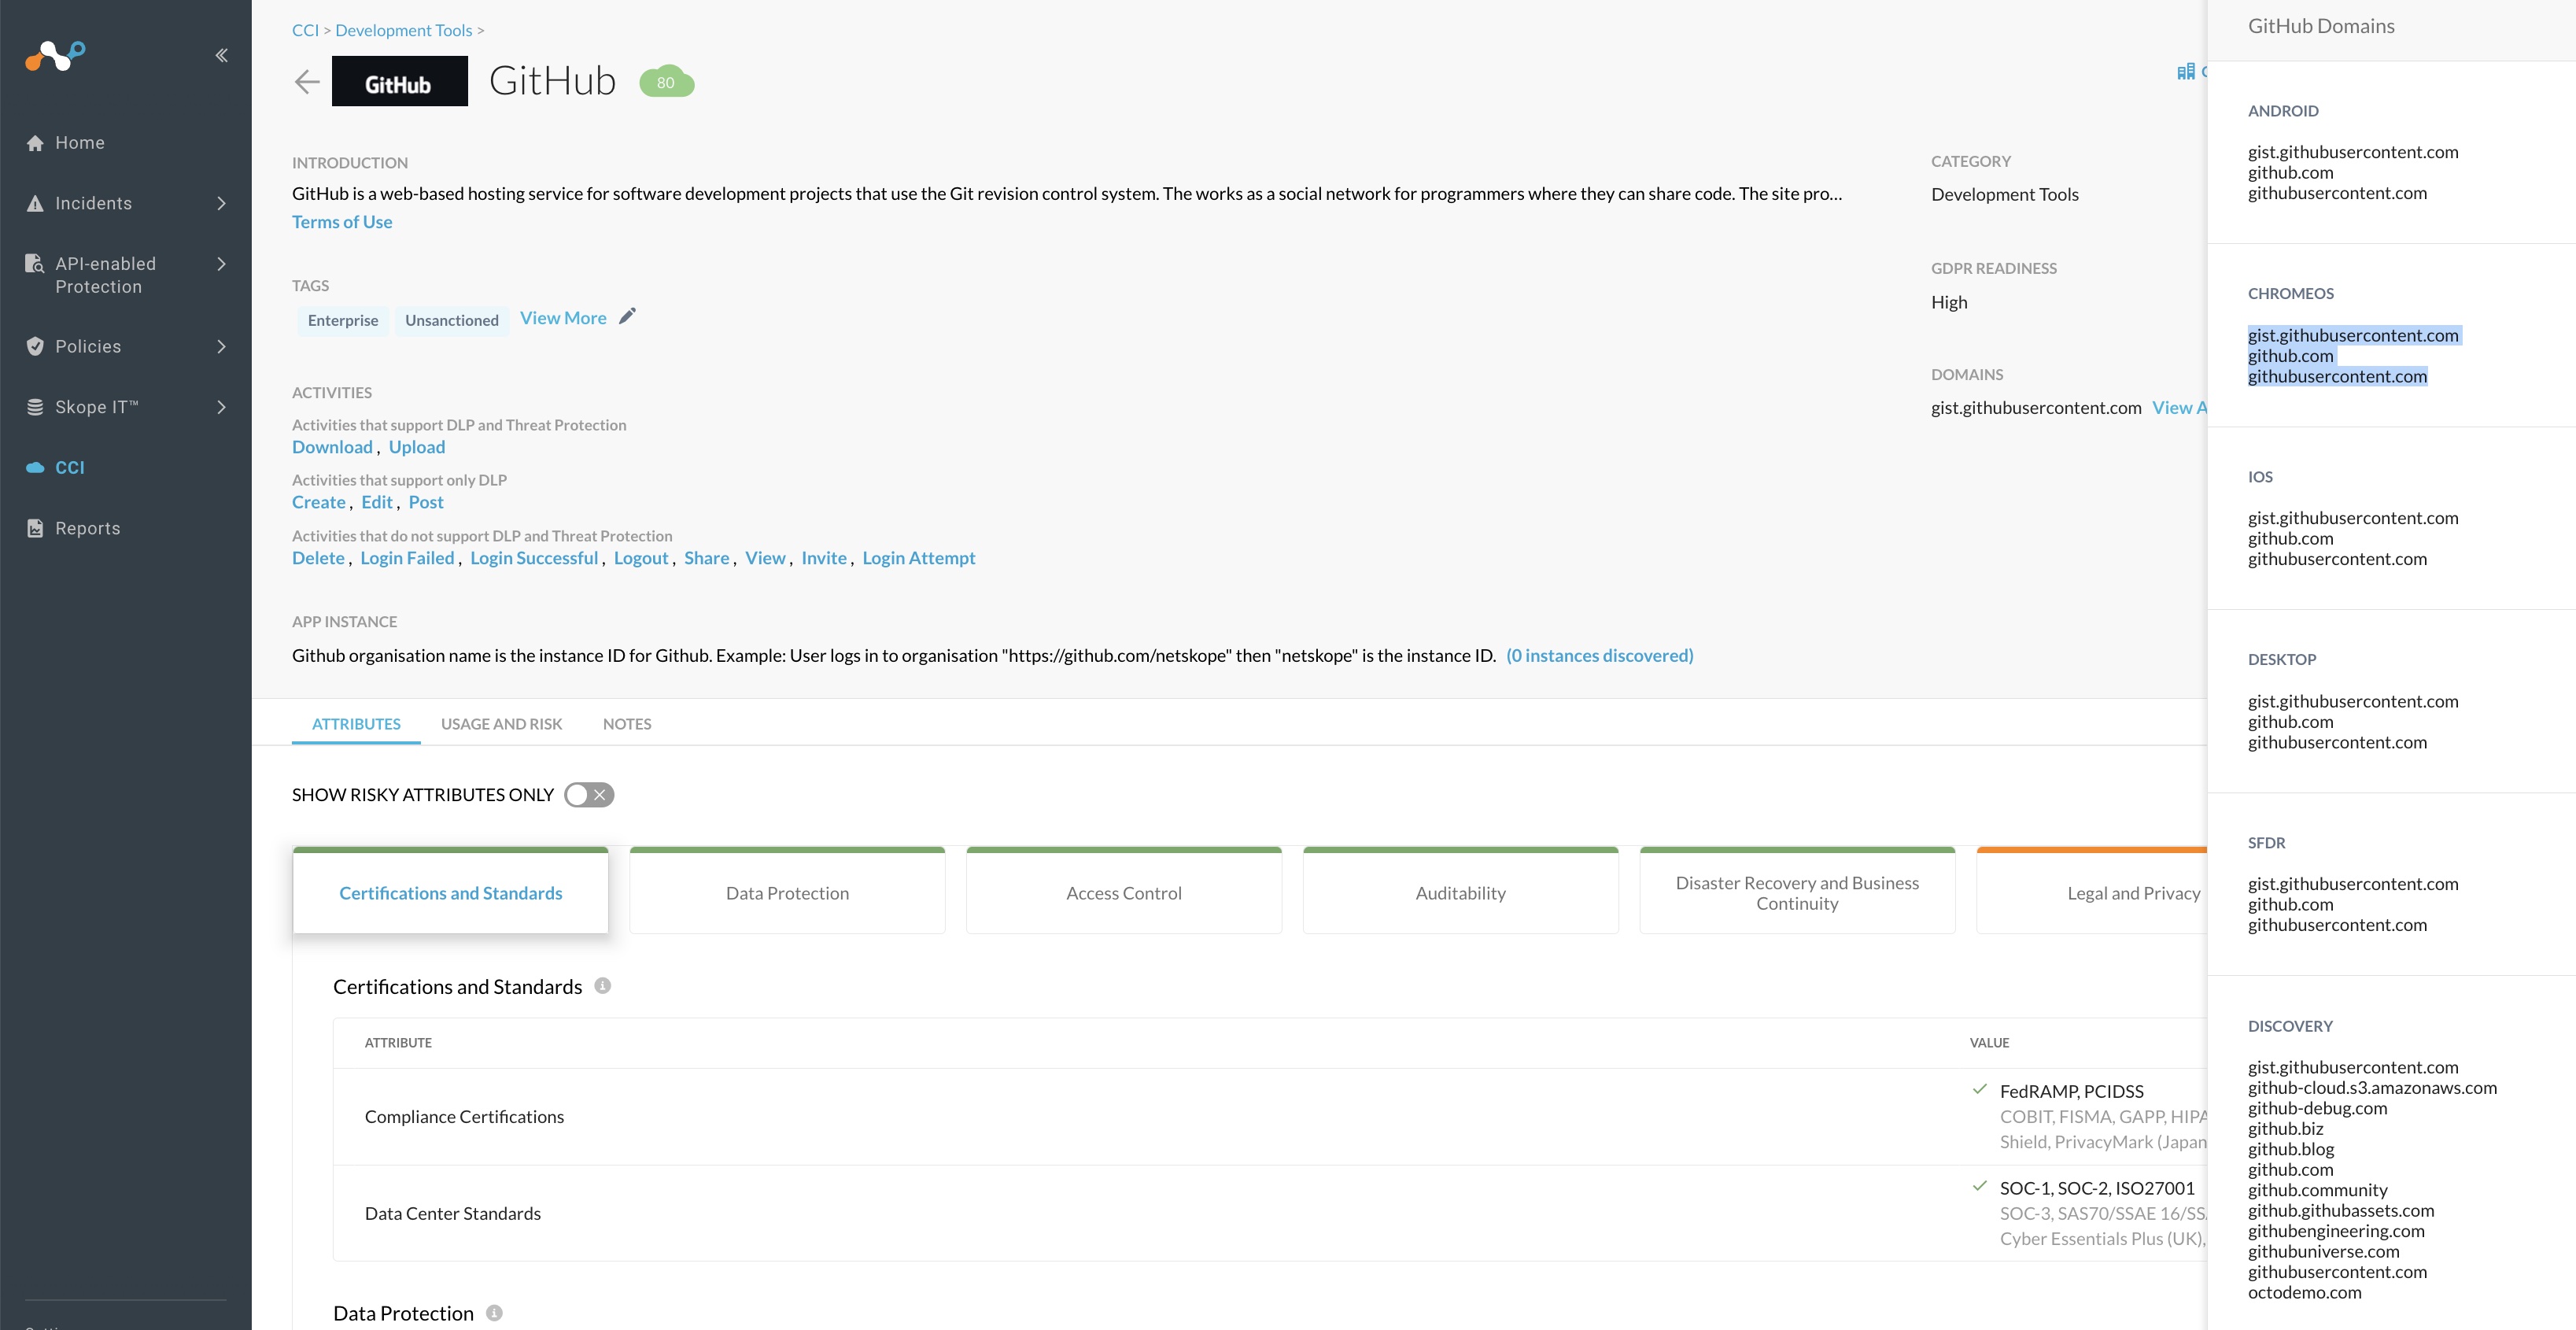 Home
Incidents
API-enabled
Protection
Policies
Skope IT™
CCI
Reports
CCI > Development Tools >
GitHub
GitHub
80
INTRODUCTION
GitHub is a web-based hosting service for software development projects that use the Git revision control system. The works as a social network for programmers where they can share code. The site pro...
Terms of Use
TAGS
Enterprise
Unsanctioned
View More
ACTIVITIES
Activities that support DLP and Threat Protection
Download , Upload
Activities that support only DLP
Create , Edit , Post
Activities that do not support DLP and Threat Protection
Delete , Login Failed , Login Successful , Logout , Share , View , Invite , Login Attempt
APP INSTANCE
Github organisation name is the instance ID for Github. Example: User logs in to organisation "https://github.com/netskope" then "netskope" is the instance ID. (0 instances discovered)
CATEGORY
Development Tools
GDPR READINESS
High
DOMAINS
gist.githubusercontent.com View A
ATTRIBUTES
USAGE AND RISK
NOTES
SHOW RISKY ATTRIBUTES ONLY
Certifications and Standards
Data Protection
Access Control
Auditability
Disaster Recovery and Business
Continuity
Legal and Privacy
Certifications and Standards
ATTRIBUTE
VALUE
Compliance Certifications
FedRAMP, PCIDSS
COBIT, FISMA, GAPP, HIPA
Shield, PrivacyMark (Japan
Data Center Standards
SOC-1, SOC-2, ISO27001
SOC-3, SAS70/SSAE 16/SS
Cyber Essentials Plus (UK),
Data Protection
GitHub Domains
ANDROID
gist.githubusercontent.com
github.com
githubusercontent.com
CHROMEOS
gist.githubusercontent.com
github.com
githubusercontent.com
IOS
gist.githubusercontent.com
github.com
githubusercontent.com
DESKTOP
gist.githubusercontent.com
github.com
githubusercontent.com
SFDR
gist.githubusercontent.com
github.com
githubusercontent.com
DISCOVERY
gist.githubusercontent.com
github-cloud.s3.amazonaws.com
github-debug.com
github.biz
github.blog
github.com
github.community
github.githubassets.com
githubengineering.com
githubuniverse.com
githubusercontent.com
octodemo.com